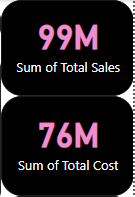 99M
Sum of Total Sales
76M
Sum of Total Cost